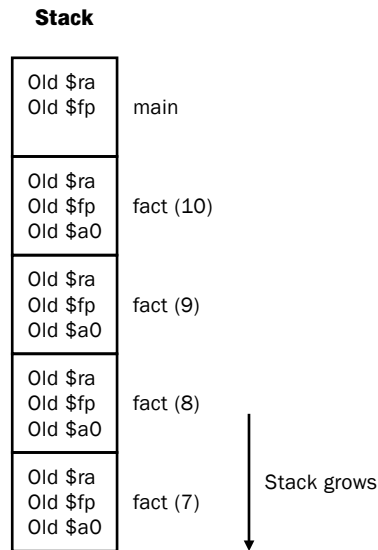 Stack
Old $ra
Old $fp
main
Old $ra
Old $fp
Old $a0
fact (10)
Old $ra
Old $fp
Old $a0
fact (9)
Old $ra
Old $fp
Old $a0
fact (8)
Old $ra
Old $fp
Old $a0
fact (7)
Stack grows